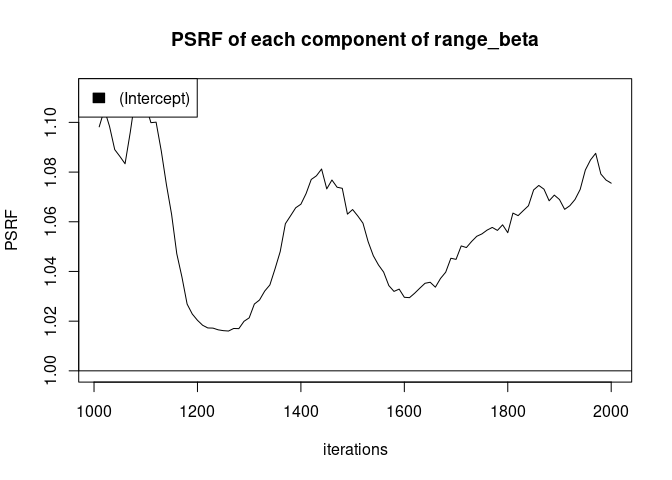 PSRF of each component of range_beta
(Intercept)
PSRF
1.10
1.08
1.06
1.04
1.02
1.00
1000 1200 1400 1600 1800 2000
iterations